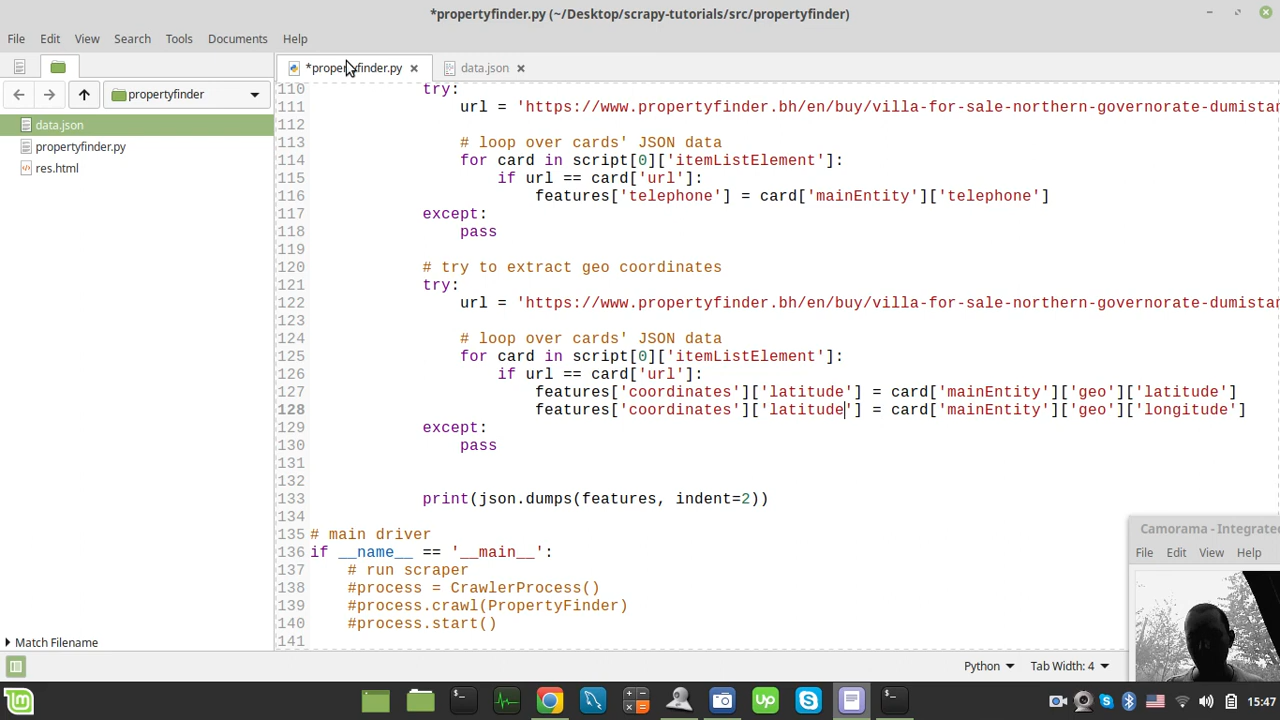 *propertyfinder.py (~/Desktop/scrapy-tutorials/src/propertyfinder)
File Edit View Search Tools Documents Help
*propertyfinder.py
data.json
propertyfinder
data.json
propertyfinder.py
res.html
110 try:
111 url = 'https://www.propertyfinder.bh/en/buy/villa-for-sale-northern-governorate-dumistan
112
113 # loop over cards' JSON data
114 for card in script[0]['itemListElement']:
115 if url == card['url']:
116 features['telephone'] = card['mainEntity']['telephone']
117 except:
118 pass
119
120 # try to extract geo coordinates
121 try:
122 url = 'https://www.propertyfinder.bh/en/buy/villa-for-sale-northern-governorate-dumistan
123
124 # loop over cards' JSON data
125 for card in script[0]['itemListElement']:
126 if url == card['url']:
127 features['coordinates']['latitude'] = card['mainEntity']['geo']['latitude']
128 features['coordinates']['latitude'] = card['mainEntity']['geo']['longitude']
129 except:
130 pass
131
132
133 print(json.dumps(features, indent=2))
134
135 # main driver
136 if __name__ == '__main__':
137 # run scraper
138 #process = CrawlerProcess()
139 #process.crawl(PropertyFinder)
140 #process.start()
141
Camorama - Integrated
File Edit View Help
Match Filename
Python
Tab Width: 4
Up
15:47